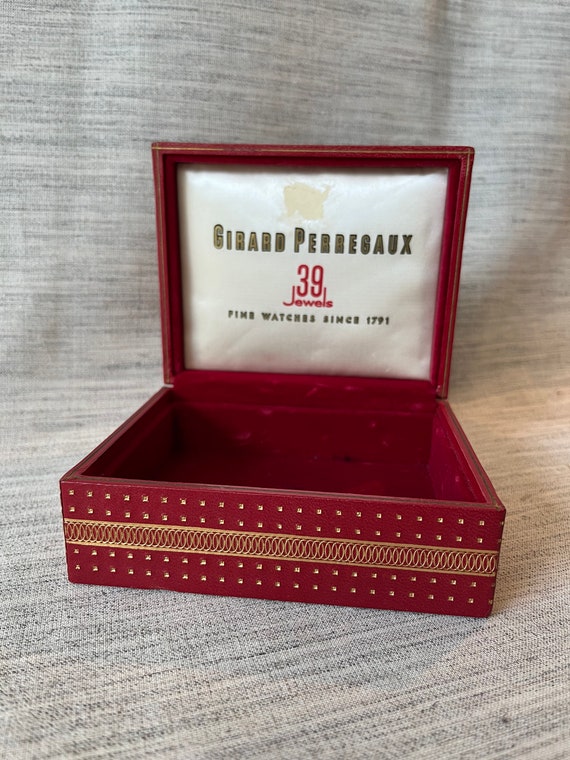 GIRARD PERREGAUX
39
Jewels
FINE WATCHES SINCE 1791